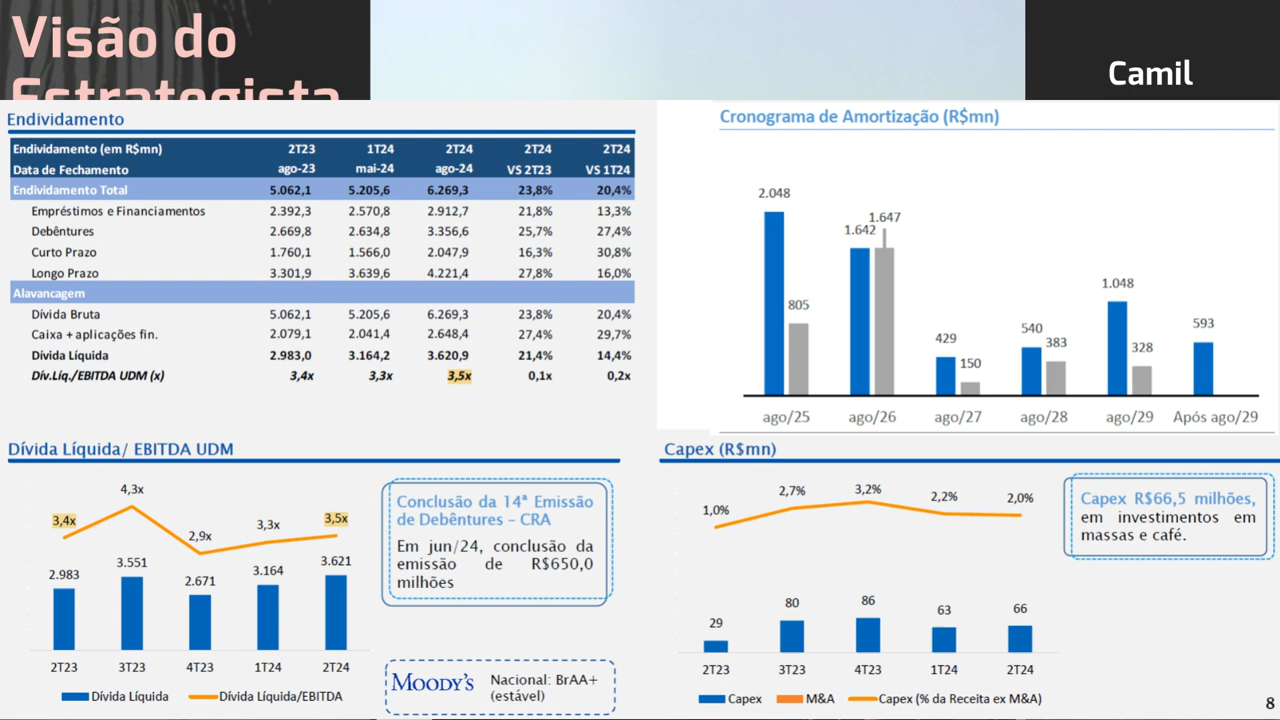 Visão do
Estrategista
Camil
Endividamento
Endividamento (em R$mn) 2T23 1T24 2T24 2T24 2T24
Data de Fechamento ago-23 mai-24 ago-24 VS 2T23 VS 1T24
Endividamento Total 5.062,1 5.205,6 6.269,3 23,8% 20,4%
Empréstimos e Financiamentos 2.392,3 2.570,8 2.912,7 21,8% 13,3%
Debêntures 2.669,8 2.634,8 3.356,6 25,7% 27,4%
Curto Prazo 1.760,1 1.566,0 2.047,9 16,3% 30,8%
Longo Prazo 3.301,9 3.639,6 4.221,4 27,8% 16,0%
Alavancagem
Dívida Bruta 5.062,1 5.205,6 6.269,3 23,8% 20,4%
Caixa + aplicações fin. 2.079,1 2.041,4 2.648,4 27,4% 29,7%
Dívida Líquida 2.983,0 3.164,2 3.620,9 21,4% 14,4%
Dív.Líq./EBITDA UDM (x) 3,4x 3,3x 3,5x 0,1x 0,2x
Cronograma de Amortização (R$mn)
2.048
805
1.642
1.647
429
150
540
383
1.048
328
593
ago/25 ago/26 ago/27 ago/28 ago/29 Após ago/29
Dívida Líquida/ EBITDA UDM
3,4x
4,3x
2,9x
3,3x
3,5x
2.983
3.551
2.671
3.164
3.621
2T23 3T23 4T23 1T24 2T24
Dívida Líquida Dívida Líquida/EBITDA
Conclusão da 14ª Emissão
de Debêntures – CRA
Em jun/24, conclusão da
emissão de R$650,0
milhões
MOODY'S
Nacional: BrAA+
(estável)
Capex (R$mn)
1,0%
2,7%
3,2%
2,2%
2,0%
29
80
86
63
66
2T23 3T23 4T23 1T24 2T24
Capex M&A Capex (% da Receita ex M&A)
Capex R$66,5 milhões,
em investimentos em
massas e café.
8